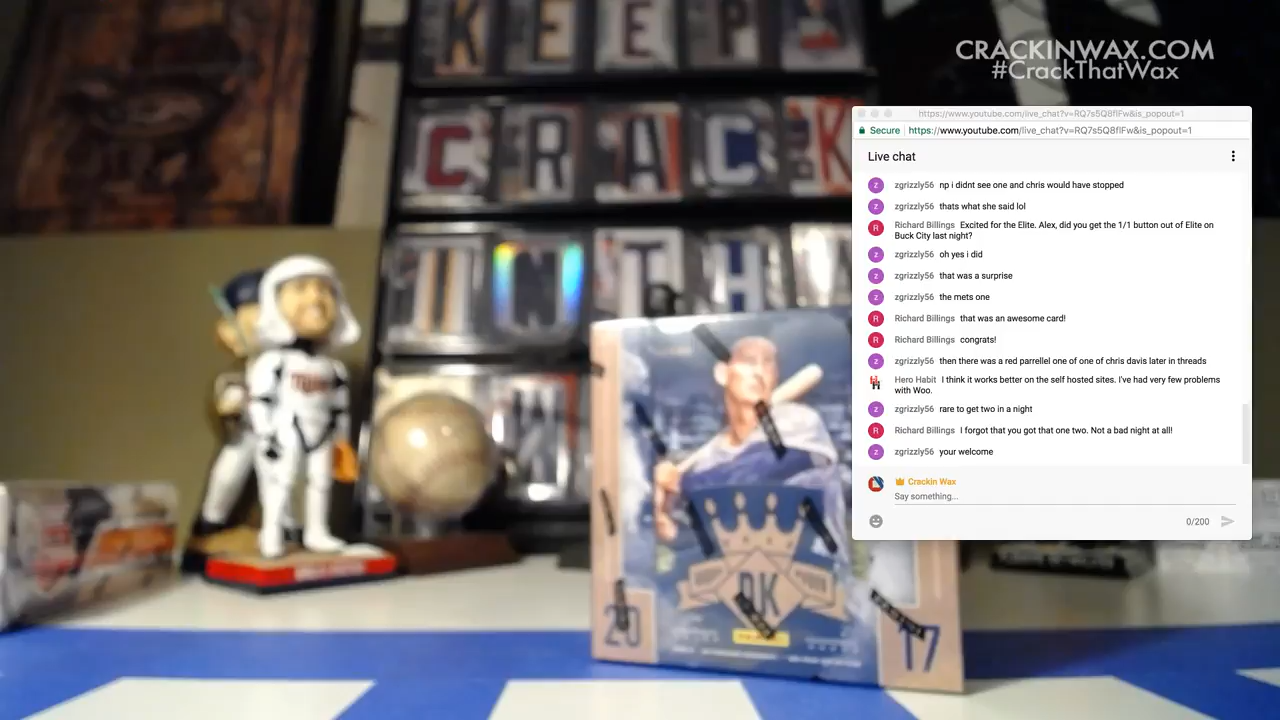 KEEP
CRACKINWAX.COM
#CrackThatWax
CRACK
IN TH
W
https://www.youtube.com/live_chat?v=RQ7s5Q8flFw&is_popout=1
Secure https://www.youtube.com/live_chat?v=RQ7s5Q8flFw&is_popout=1
Live chat
zgrizzly56 np i didnt see one and chris would have stopped
zgrizzly56 thats what she said lol
Richard Billings Excited for the Elite. Alex, did you get the 1/1 button out of Elite on
Buck City last night?
zgrizzly56 oh yes i did
zgrizzly56 that was a surprise
zgrizzly56 the mets one
Richard Billings that was an awesome card!
Richard Billings congrats!
zgrizzly56 then there was a red parrellel one of one of chris davis later in threads
Hero Habit I think it works better on the self hosted sites. I've had very few problems
with Woo.
zgrizzly56 rare to get two in a night
Richard Billings I forgot that you got that one two. Not a bad night at all!
zgrizzly56 your welcome
Crackin Wax
Say something...
0/200
DK
20
17